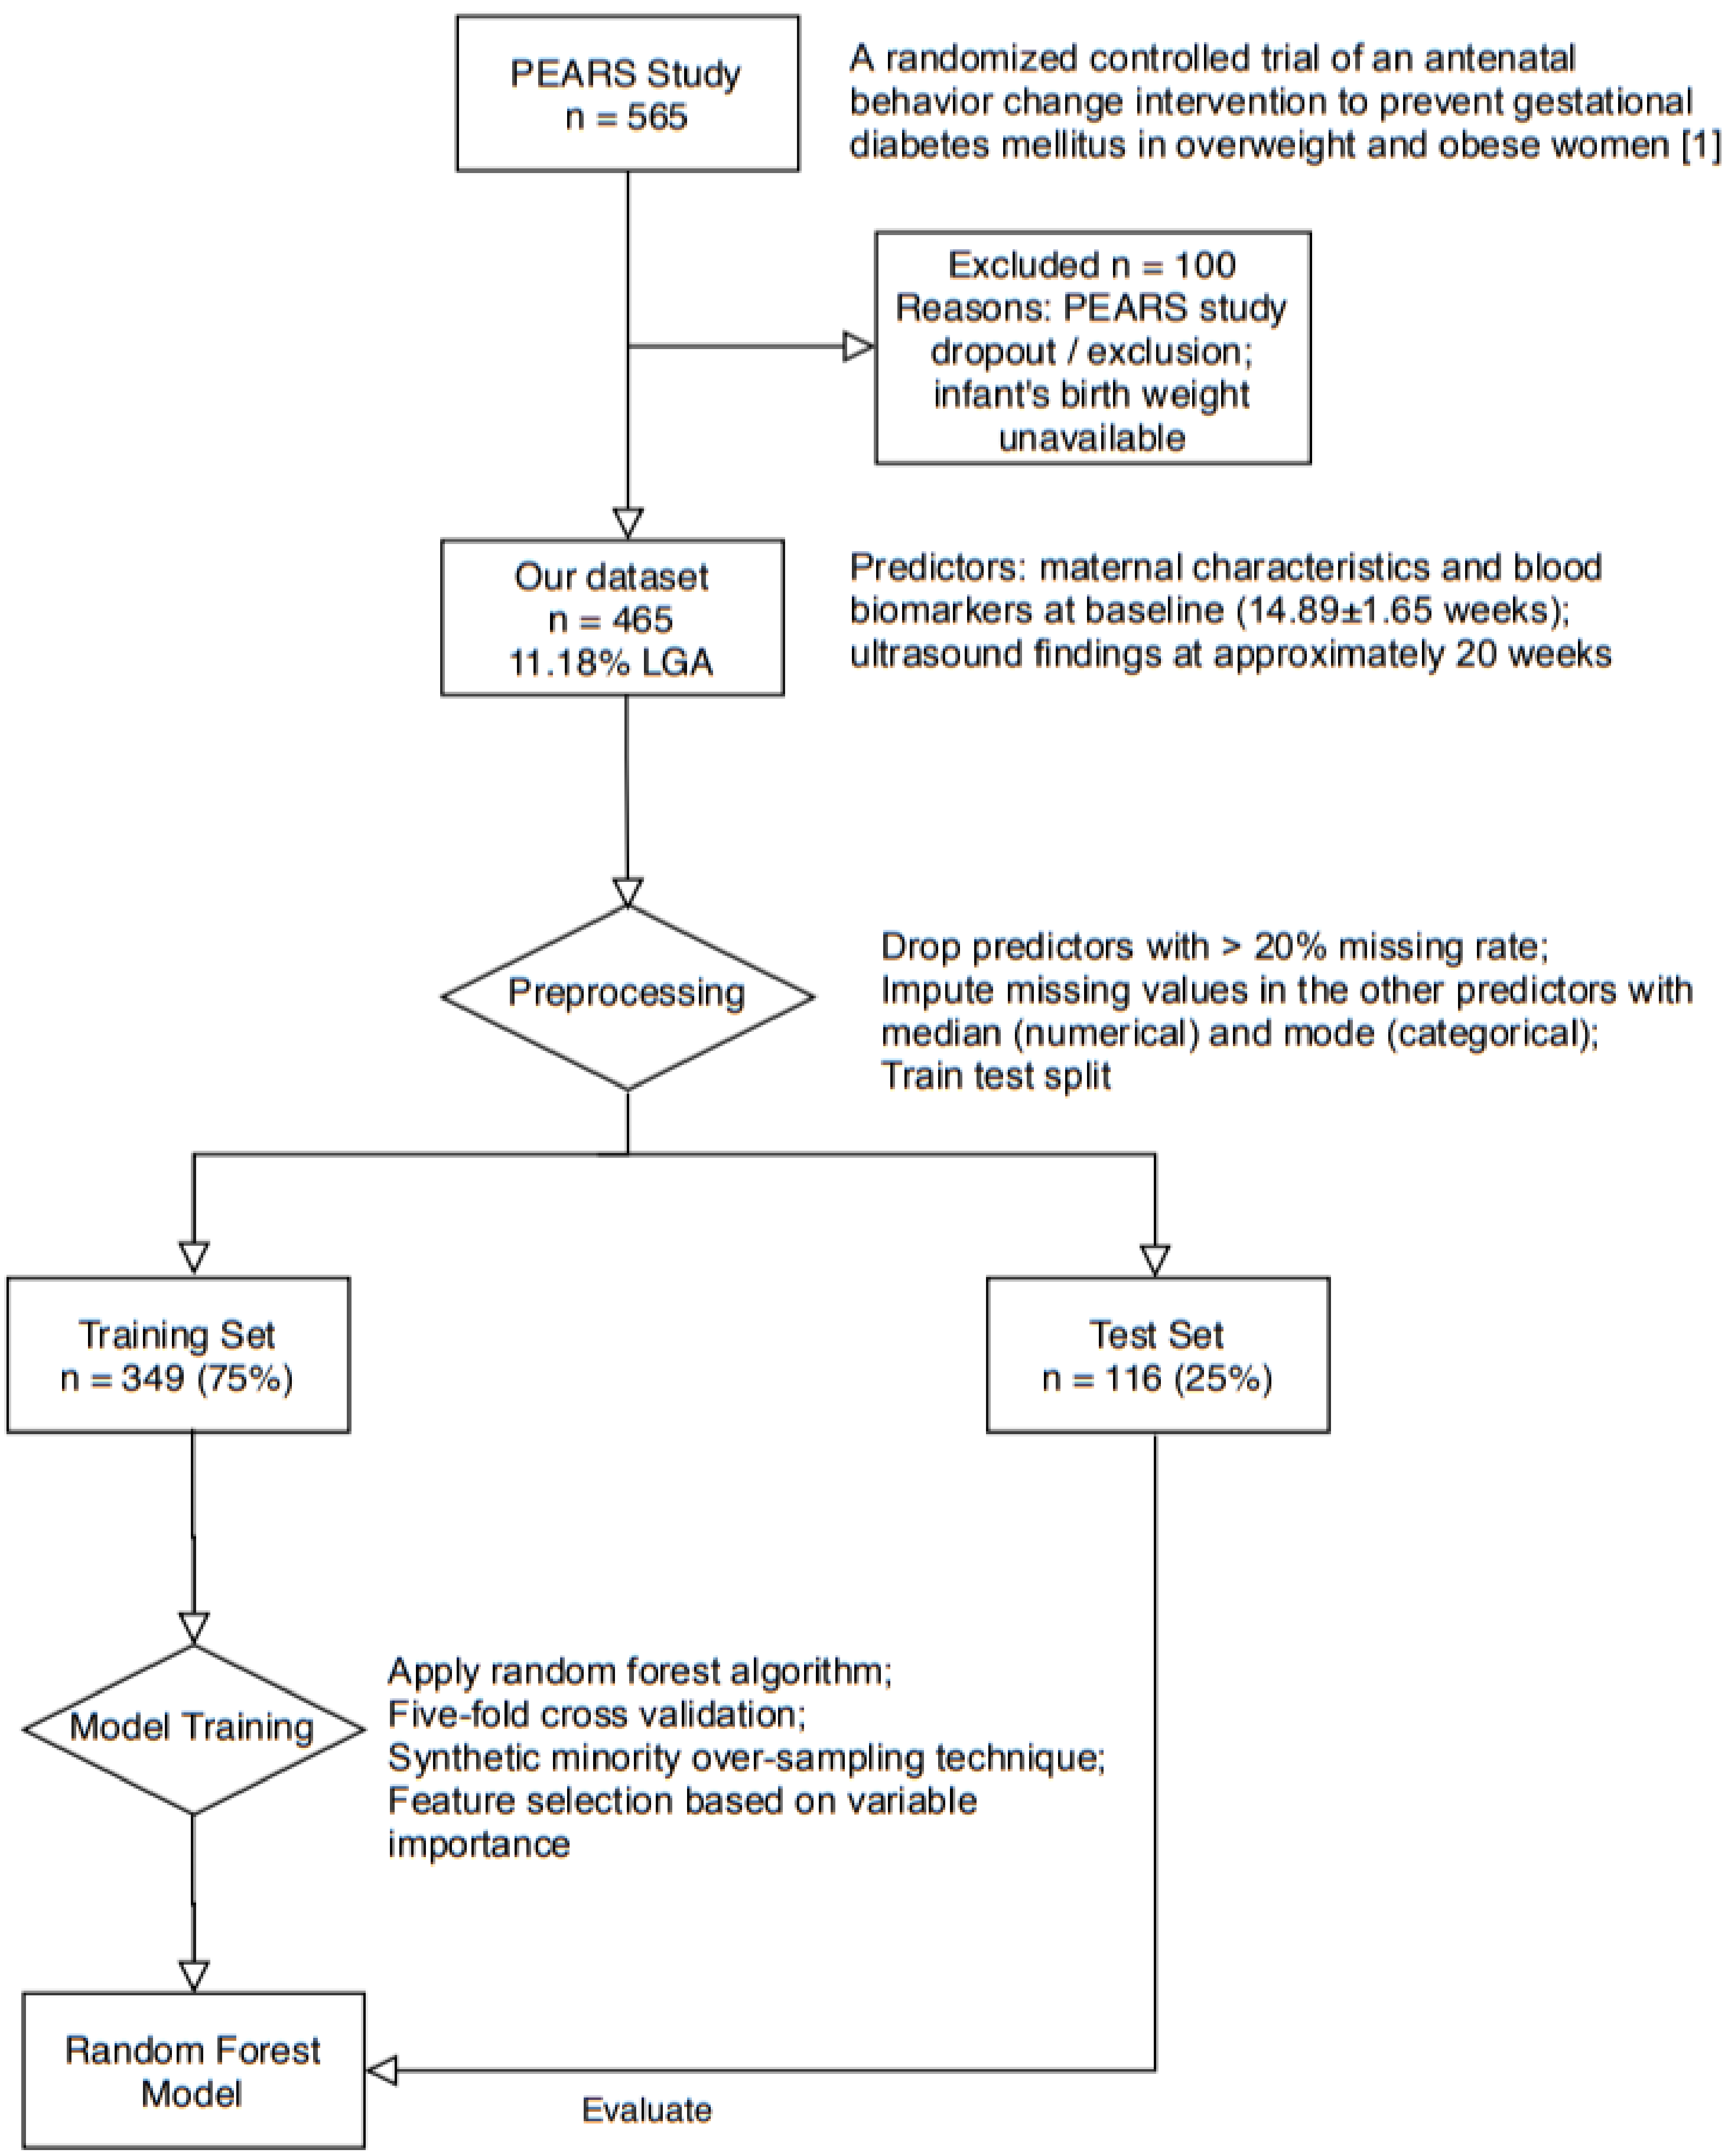 PEARS Study
n = 565
A randomized controlled trial of an antenatal
behavior change intervention to prevent gestational
diabetes mellitus in overweight and obese women [1]
Excluded n = 100
Reasons: PEARS study
dropout / exclusion;
infant's birth weight
unavailable
Our dataset
n = 465
11.18% LGA
Predictors: maternal characteristics and blood
biomarkers at baseline (14.89±1.65 weeks);
ultrasound findings at approximately 20 weeks
Preprocessing
Drop predictors with > 20% missing rate;
Impute missing values in the other predictors with
median (numerical) and mode (categorical);
Train test split
Training Set
n = 349 (75%)
Test Set
n = 116 (25%)
Model Training
Apply random forest algorithm;
Five-fold cross validation;
Synthetic minority over-sampling technique;
Feature selection based on variable
importance
Random Forest
Model
Evaluate